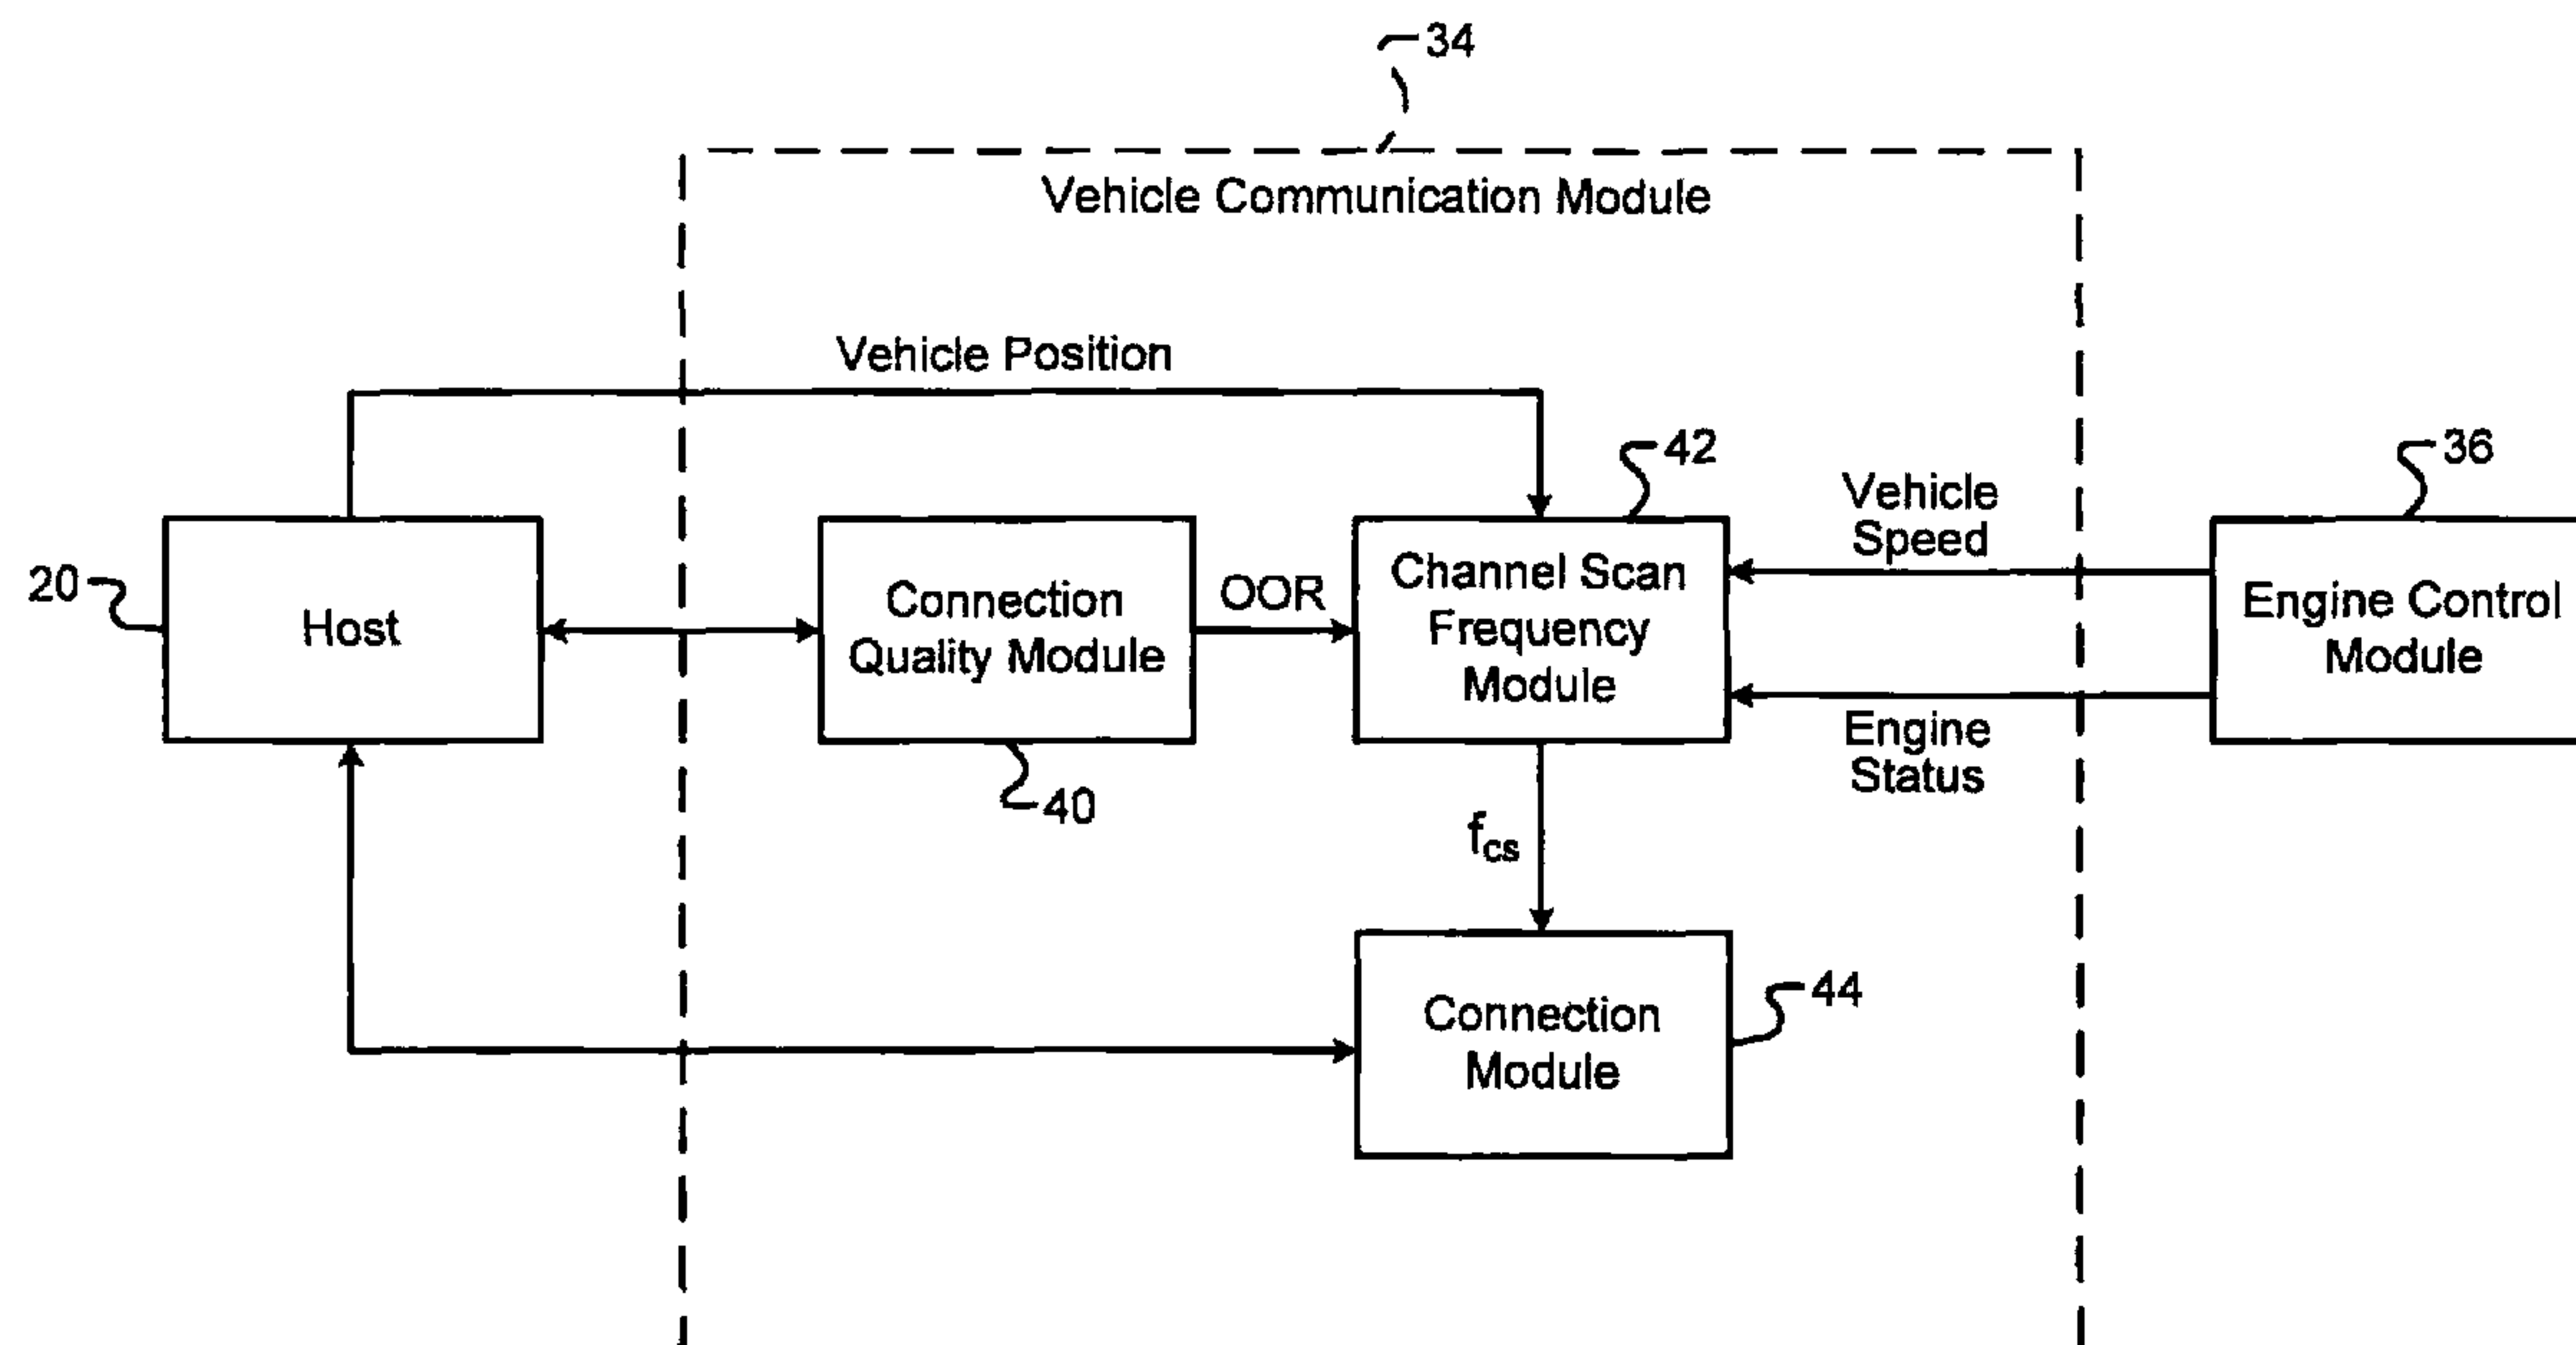 34
Vehicle Communication Module
Vehicle Position
42
36
Vehicle
Speed
20
Host
Connection
Quality Module
OOR
Channel Scan
Frequency
Module
Engine Control
Module
Engine
Status
40
fcs
Connection
Module
44